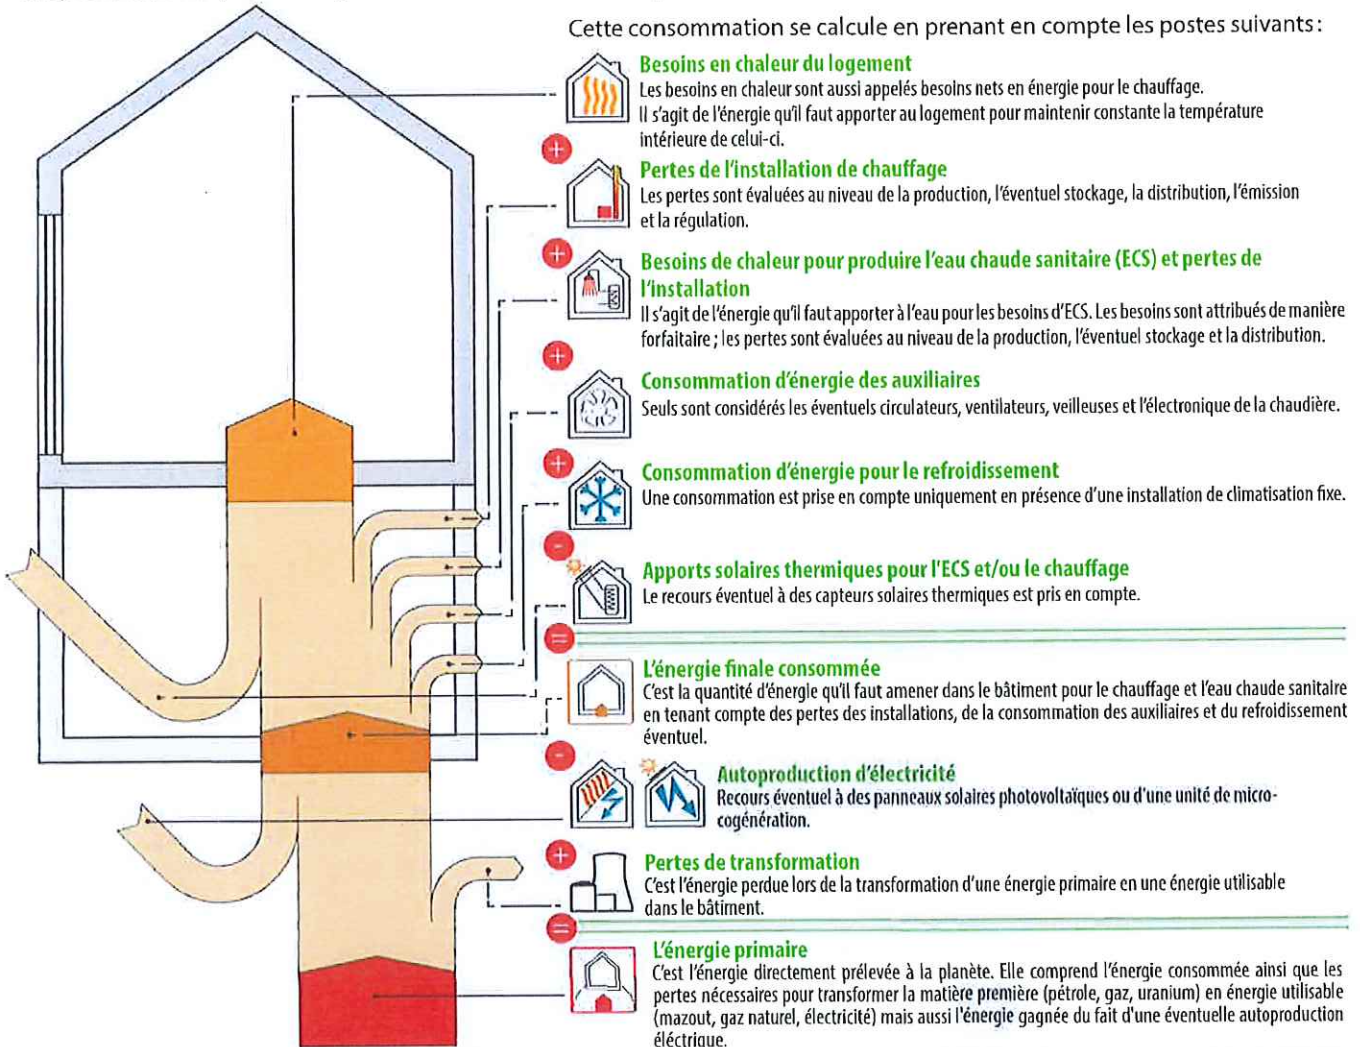 Cette consommation se calcule en prenant en compte les postes suivants :
Besoins en chaleur du logement
Les besoins en chaleur sont aussi appelés besoins nets en énergie pour le chauffage.
Il s'agit de l'énergie qu'il faut apporter au logement pour maintenir constante la température
intérieure de celui-ci.
+
Pertes de l'installation de chauffage
Les pertes sont évaluées au niveau de la production, l'éventuel stockage, la distribution, l'émission
et la régulation.
+
Besoins de chaleur pour produire l'eau chaude sanitaire (ECS) et pertes de
l'installation
Il s'agit de l'énergie qu'il faut apporter à l'eau pour les besoins d'ECS. Les besoins sont attribués de manière
forfaitaire ; les pertes sont évaluées au niveau de la production, l'éventuel stockage et la distribution.
+
Consommation d'énergie des auxiliaires
Seuls sont considérés les éventuels circulateurs, ventilateurs, veilleuses et l'électronique de la chaudière.
+
Consommation d'énergie pour le refroidissement
Une consommation est prise en compte uniquement en présence d'une installation de climatisation fixe.
-
Apports solaires thermiques pour l'ECS et/ou le chauffage
Le recours éventuel à des capteurs solaires thermiques est pris en compte.
=
L'énergie finale consommée
C'est la quantité d'énergie qu'il faut amener dans le bâtiment pour le chauffage et l'eau chaude sanitaire
en tenant compte des pertes des installations, de la consommation des auxiliaires et du refroidissement
éventuel.
-
Autoproduction d'électricité
Recours éventuel à des panneaux solaires photovoltaïques ou d'une unité de micro-
cogénération.
+
Pertes de transformation
C'est l'énergie perdue lors de la transformation d'une énergie primaire en une énergie utilisable
dans le bâtiment.
=
L'énergie primaire
C'est l'énergie directement prélevée à la planète. Elle comprend l'énergie consommée ainsi que les
pertes nécessaires pour transformer la matière première (pétrole, gaz, uranium) en énergie utilisable
(mazout, gaz naturel, électricité) mais aussi l'énergie gagnée du fait d'une éventuelle autoproduction
éléctrique.